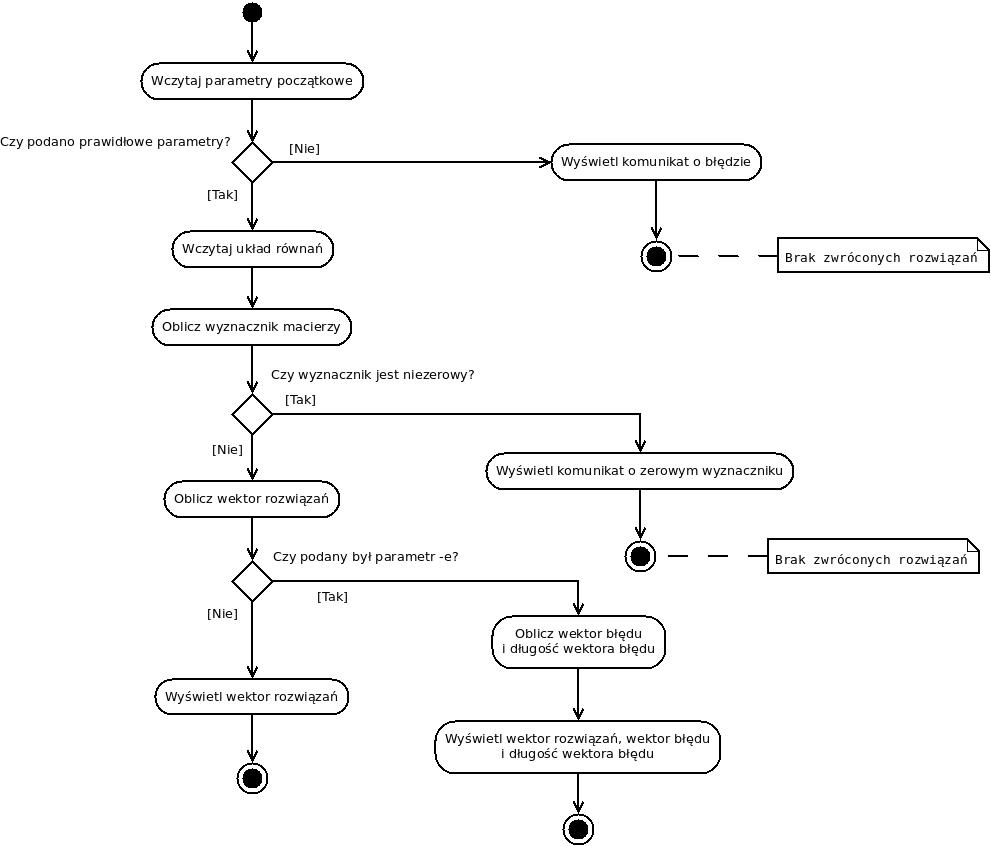 Wczytaj parametry początkowe
Czy podano prawidłowe parametry?
[Nie]
Wyświetl komunikat o błędzie
[Tak]
Wczytaj układ równań
Brak zwróconych rozwiązań
Oblicz wyznacznik macierzy
Czy wyznacznik jest niezerowy?
[Tak]
[Nie]
Wyświetl komunikat o zerowym wyznaczniku
Oblicz wektor rozwiązań
Czy podany był parametr -e?
Brak zwróconych rozwiązań
[Tak]
[Nie]
Oblicz wektor błędu
i długość wektora błędu
Wyświetl wektor rozwiązań
Wyświetl wektor rozwiązań, wektor błędu
i długość wektora błędu